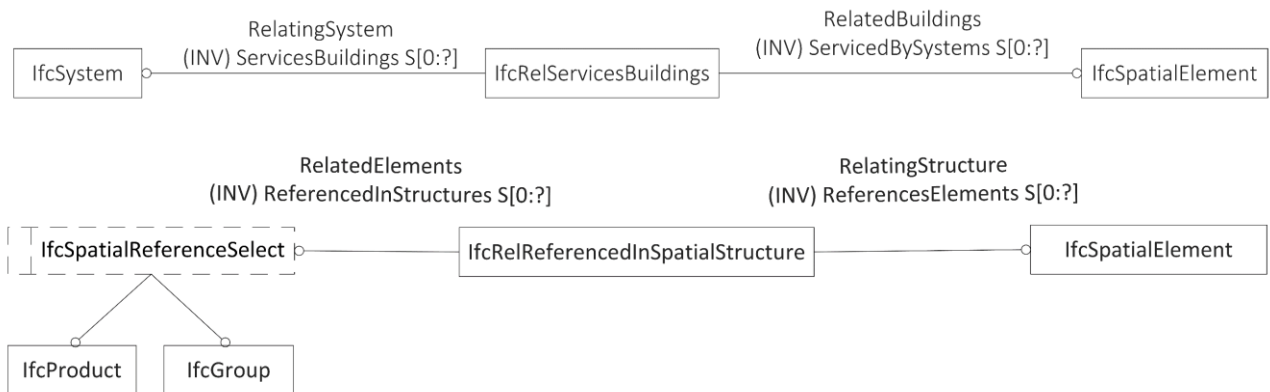 RelatingSystem
(INV) ServicesBuildings S[0:?]
RelatedBuildings
(INV) ServicedBySystems S[0:?]
IfcSystem
IfcRelServicesBuildings
IfcSpatialElement
RelatedElements
(INV) ReferencedInStructures S[0:?]
RelatingStructure
(INV) ReferencesElements S[0:?]
IfcSpatialReferenceSelect
IfcRelReferencedInSpatialStructure
IfcSpatialElement
IfcProduct
IfcGroup